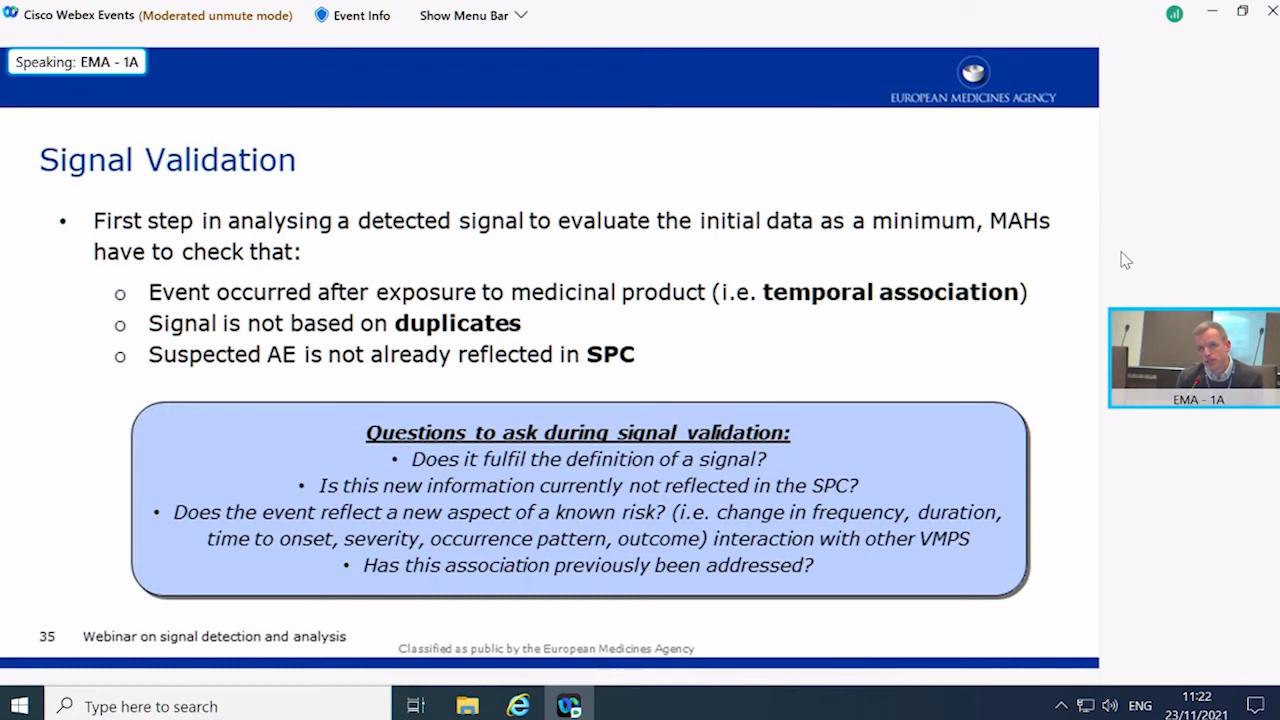 Cisco Webex Events (Moderated unmute mode) Event Info Show Menu Bar
Speaking: EMA - 1A
EUROPEAN MEDICINES AGENCY
Signal Validation
• First step in analysing a detected signal to evaluate the initial data as a minimum, MAHs
have to check that:
o Event occurred after exposure to medicinal product (i.e. temporal association)
o Signal is not based on duplicates
o Suspected AE is not already reflected in SPC
EMA - 1A
Questions to ask during signal validation:
• Does it fulfil the definition of a signal?
• Is this new information currently not reflected in the SPC?
• Does the event reflect a new aspect of a known risk? (i.e. change in frequency, duration,
time to onset, severity, occurrence pattern, outcome) interaction with other VMPS
• Has this association previously been addressed?
35 Webinar on signal detection and analysis
Classified as public by the European Medicines Agency
Type here to search
ENG
11:22
23/11/2021